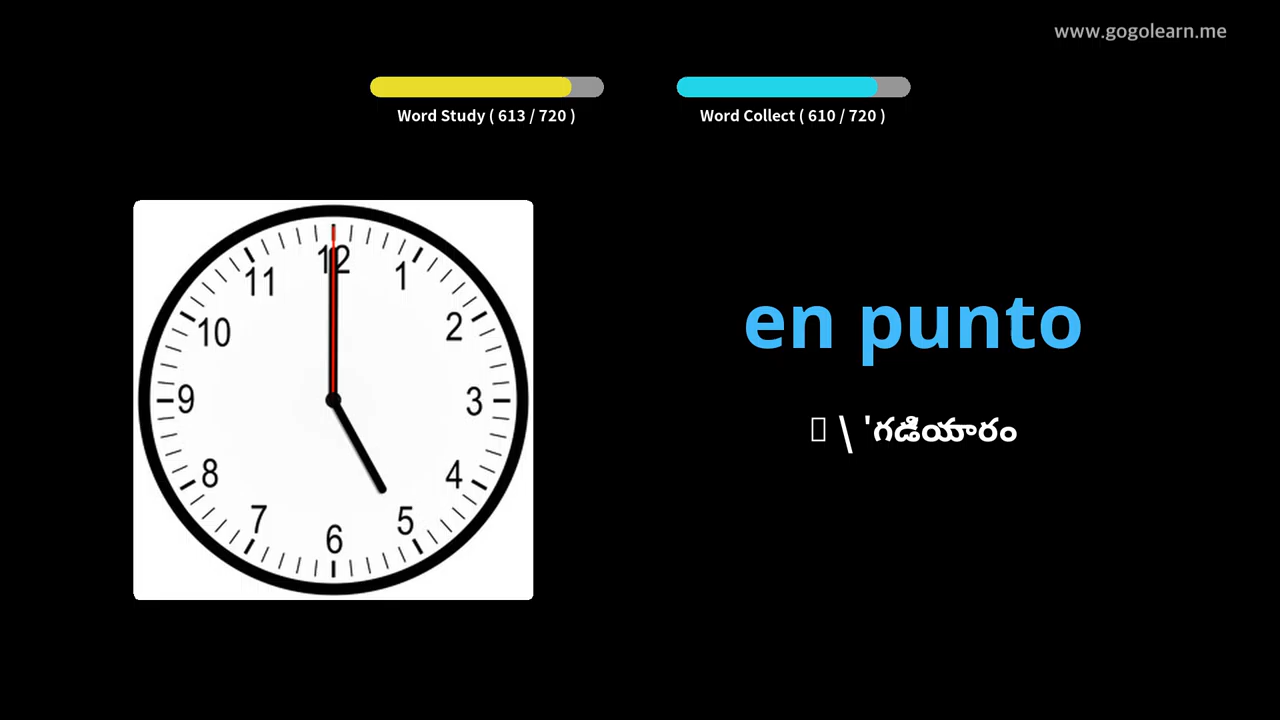 www.gogolearn.me
Word Study ( 613 / 720 )
Word Collect ( 610 / 720 )
12
1
2
3
4
5
6
7
8
9
10
11
en punto
\ 'గడియారం